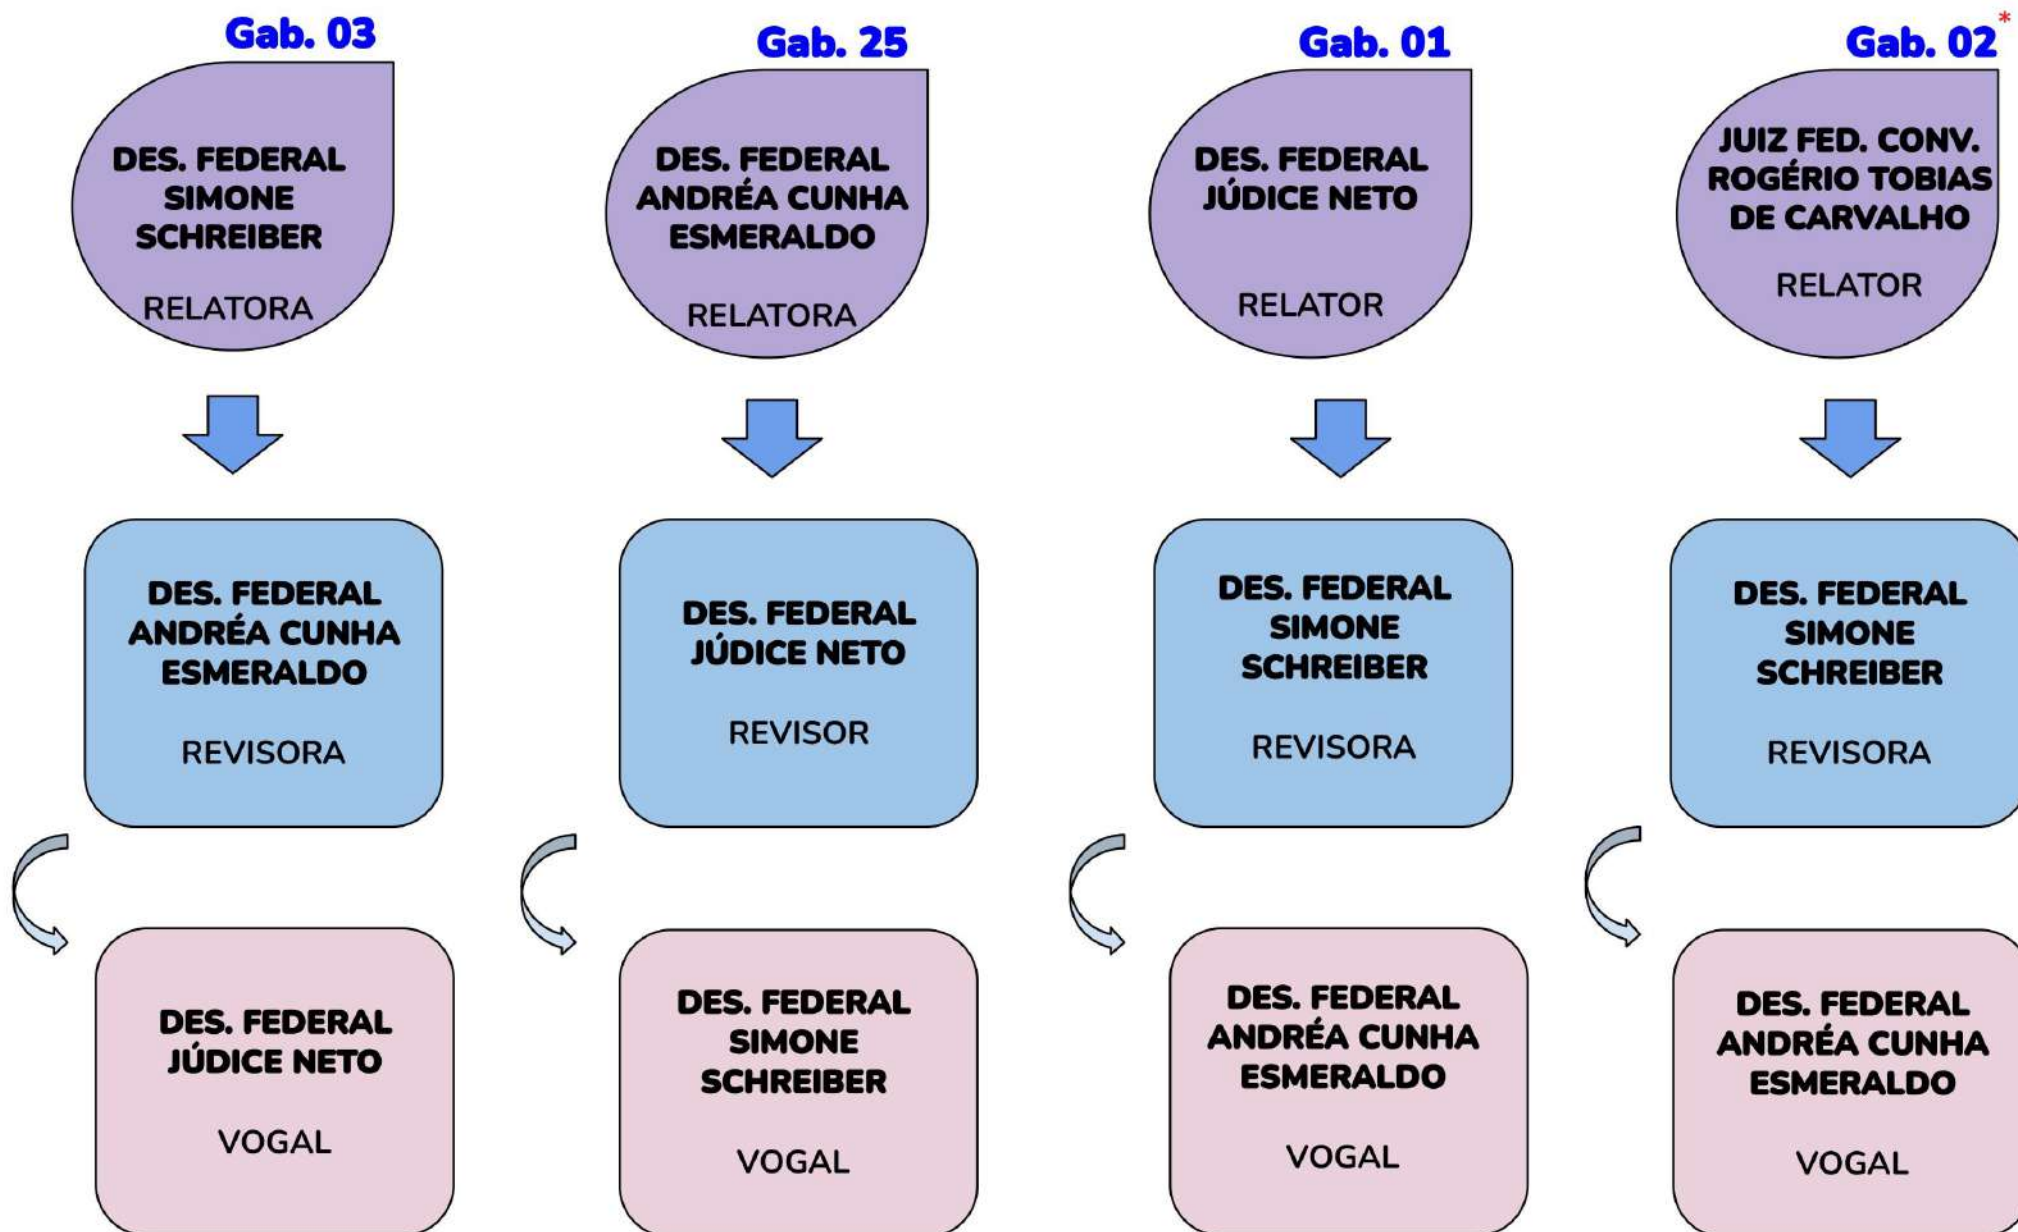 Gab. 03
DES. FEDERAL
SIMONE
SCHREIBER
RELATORA
DES. FEDERAL
ANDRÉA CUNHA
ESMERALDO
REVISORA
DES. FEDERAL
JÚDICE NETO
VOGAL
Gab. 25
DES. FEDERAL
ANDRÉA CUNHA
ESMERALDO
RELATORA
DES. FEDERAL
JÚDICE NETO
REVISOR
DES. FEDERAL
SIMONE
SCHREIBER
VOGAL
Gab. 01
DES. FEDERAL
JÚDICE NETO
RELATOR
DES. FEDERAL
SIMONE
SCHREIBER
REVISORA
DES. FEDERAL
ANDRÉA CUNHA
ESMERALDO
VOGAL
Gab. 02*
JUIZ FED. CONV.
ROGÉRIO TOBIAS
DE CARVALHO
RELATOR
DES. FEDERAL
SIMONE
SCHREIBER
REVISORA
DES. FEDERAL
ANDRÉA CUNHA
ESMERALDO
VOGAL